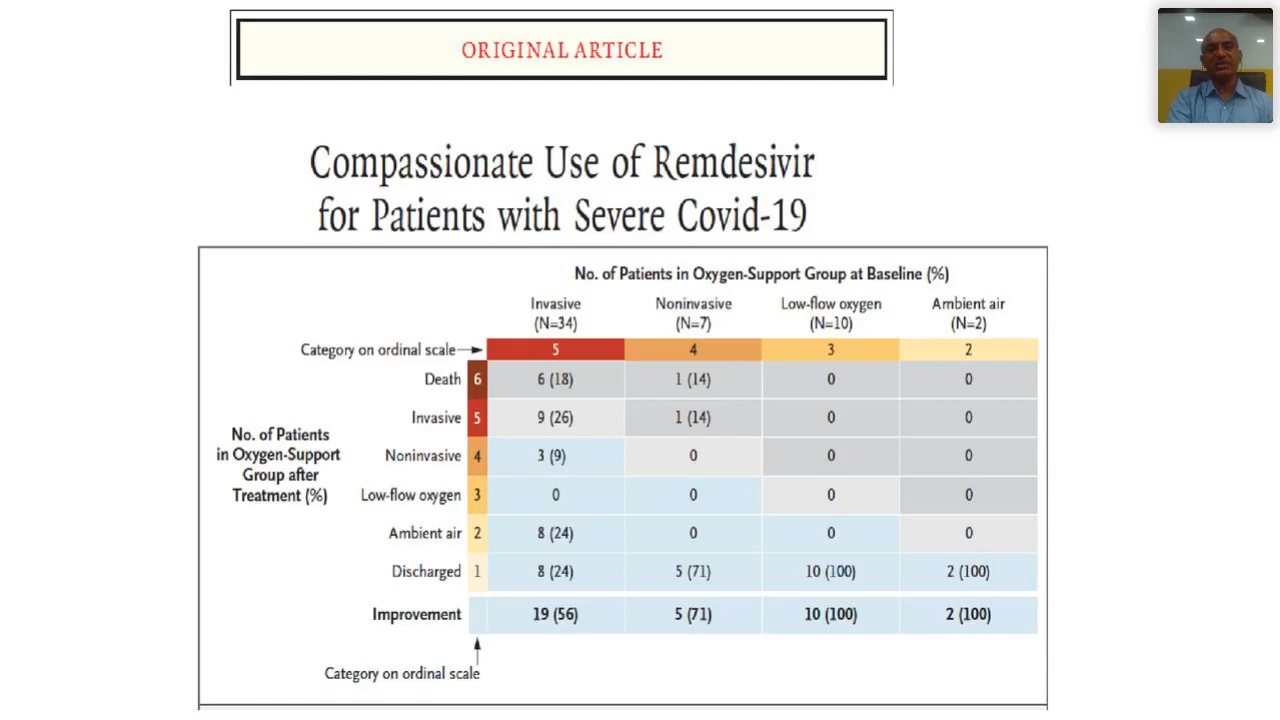 ORIGINAL ARTICLE
Compassionate Use of Remdesivir
for Patients with Severe Covid-19
No. of Patients in Oxygen-Support Group at Baseline (%)
Invasive (N=34) Noninvasive (N=7) Low-flow oxygen (N=10) Ambient air (N=2)
Category on ordinal scale 5 4 3 2
No. of Patients
in Oxygen-Support
Group after
Treatment (%)
Death 6 6 (18) 1 (14) 0 0
Invasive 5 9 (26) 1 (14) 0 0
Noninvasive 4 3 (9) 0 0 0
Low-flow oxygen 3 0 0 0 0
Ambient air 2 8 (24) 0 0 0
Discharged 1 8 (24) 5 (71) 10 (100) 2 (100)
Improvement 19 (56) 5 (71) 10 (100) 2 (100)
Category on ordinal scale